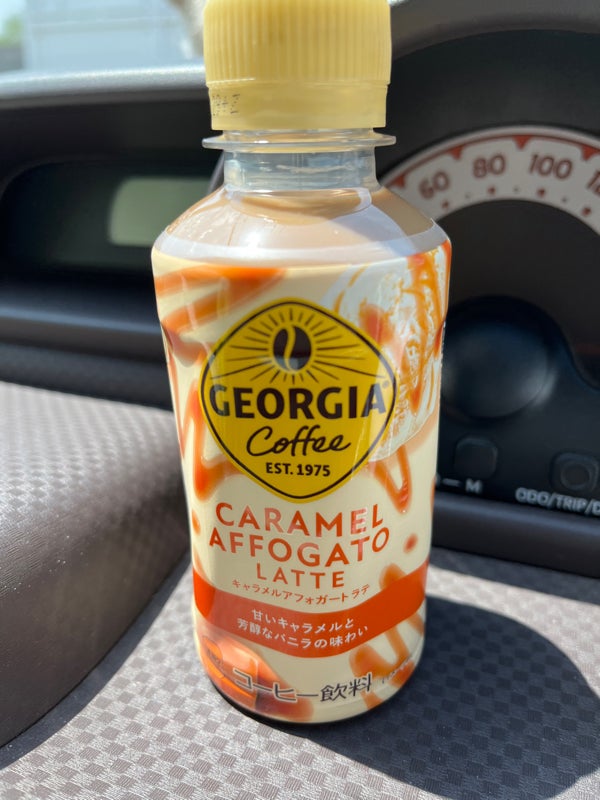 60 80 100
GEORGIA
Coffee
EST. 1975
CARAMEL
AFFOGATO
LATTE
キャラメルアフォガートラテ
甘いキャラメルと
芳醇なバニラの味わい
コーヒー飲料
M
ODO/TRIP/D